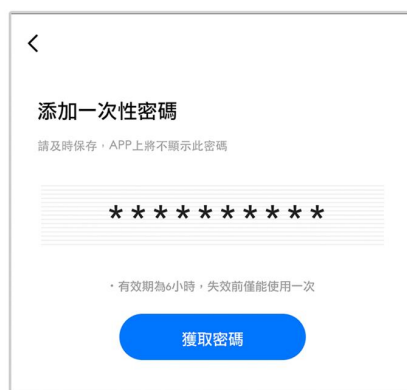 添加一次性密碼
請及時保存，APP上將不顯示此密碼
**********
·有效期為6小時，失效前僅能使用一次
獲取密碼